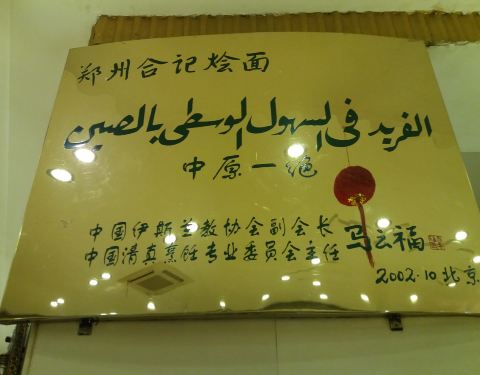 郑州合记烩面
الفريد في السهول الوسطى بالصين
中原一绝
中国伊斯兰教协会副会长
中国清真烹饪专业委员会主任 马云福
2002.10 北京